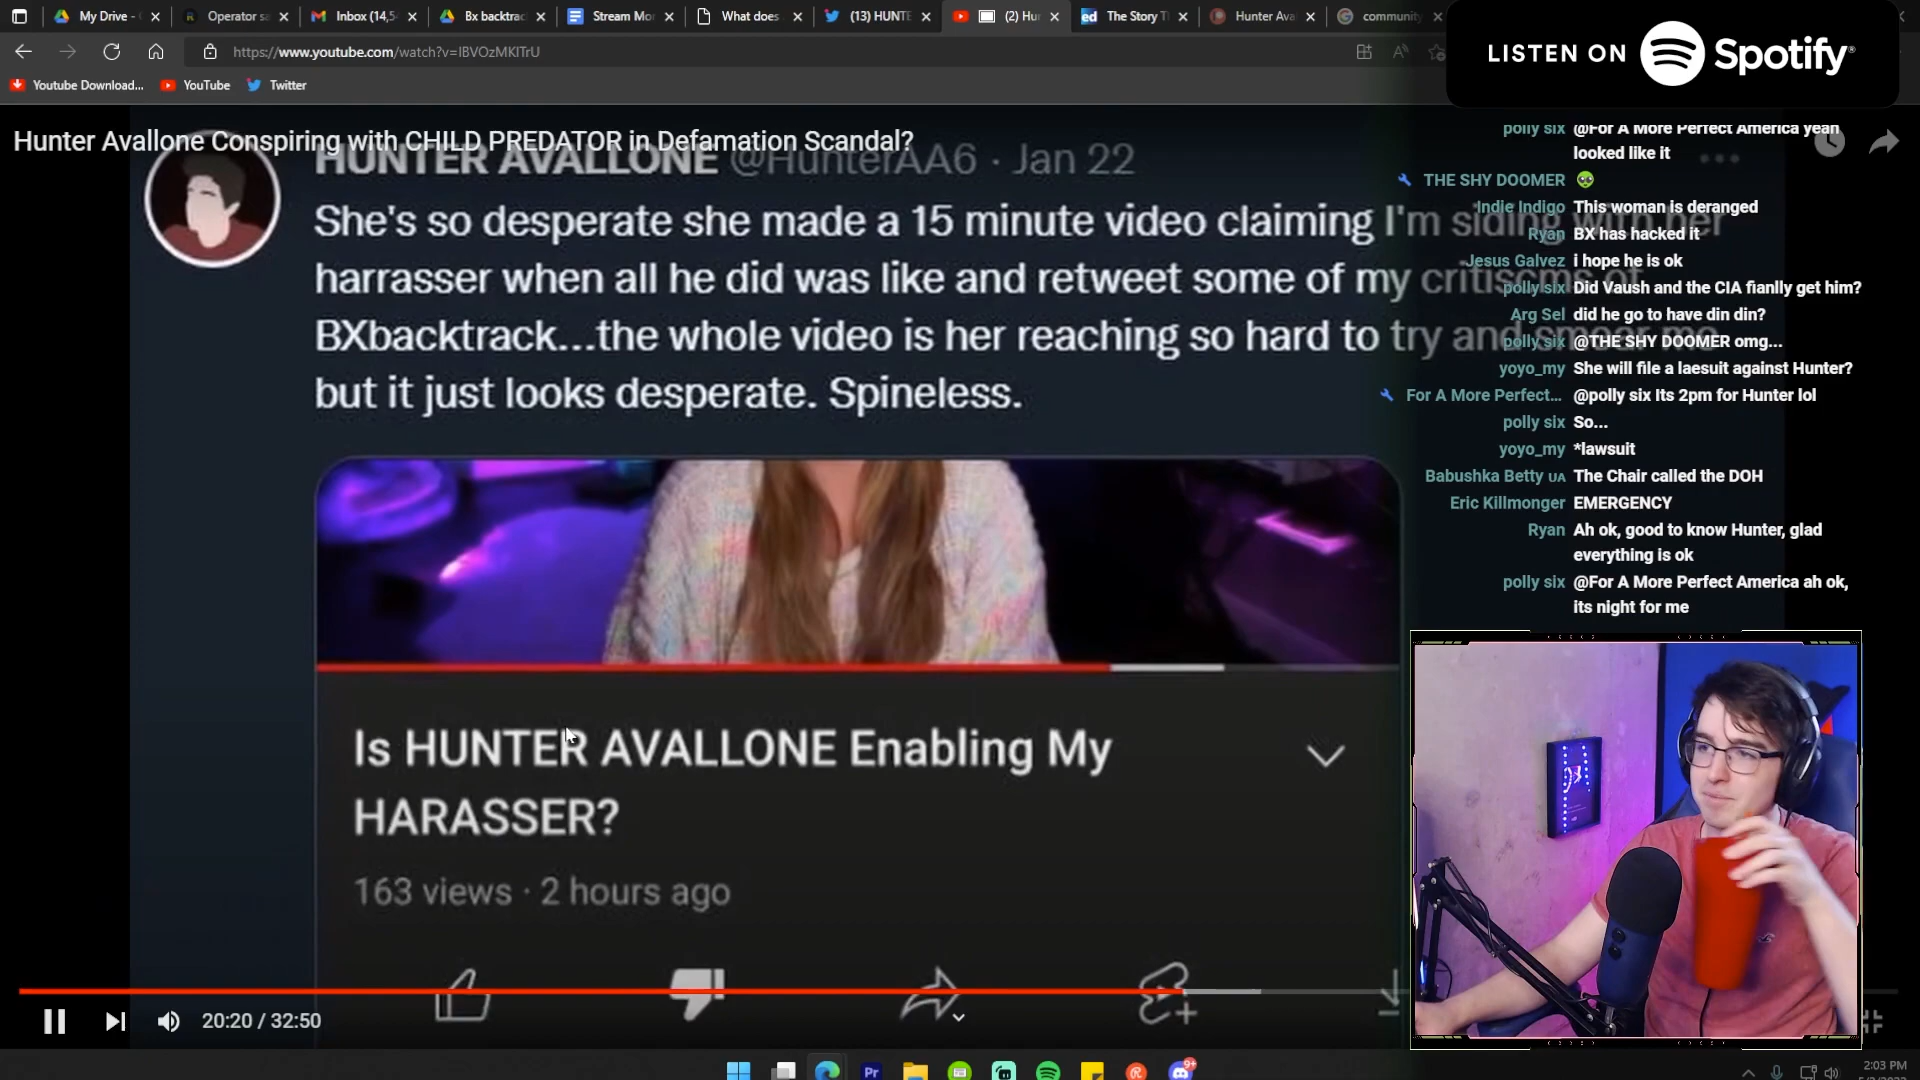 My Drive -
Operator sa
Inbox (14,5
Bx backtrac
Stream Mor
What does
(13) HUNTE
(2) Hur
The Story T
Hunter Ava
community
https://www.youtube.com/watch?v=IBVOzMKlTrU
Youtube Download...
YouTube
Twitter
LISTEN ON Spotify
Hunter Avallone Conspiring with CHILD PREDATOR in Defamation Scandal?
HUNTER AVALLONE @HunterAA6 · Jan 22
She's so desperate she made a 15 minute video claiming I'm siding with her
harrasser when all he did was like and retweet some of my critiscms of
BXbacktrack...the whole video is her reaching so hard to try and smear me
but it just looks desperate. Spineless.
Is HUNTER AVALLONE Enabling My
HARASSER?
163 views · 2 hours ago
20:20 / 32:50
polly six @For A More Perfect America yeah
looked like it
THE SHY DOOMER
Indie Indigo This woman is deranged
Ryan BX has hacked it
Jesus Galvez i hope he is ok
polly six Did Vaush and the CIA fianlly get him?
Arg Sel did he go to have din din?
polly six @THE SHY DOOMER omg...
yoyo_my She will file a laesuit against Hunter?
For A More Perfect... @polly six Its 2pm for Hunter lol
polly six So...
yoyo_my *lawsuit
Babushka Betty UA The Chair called the DOH
Eric Killmonger EMERGENCY
Ryan Ah ok, good to know Hunter, glad
everything is ok
polly six @For A More Perfect America ah ok,
its night for me
Pr
9+
2:03 PM